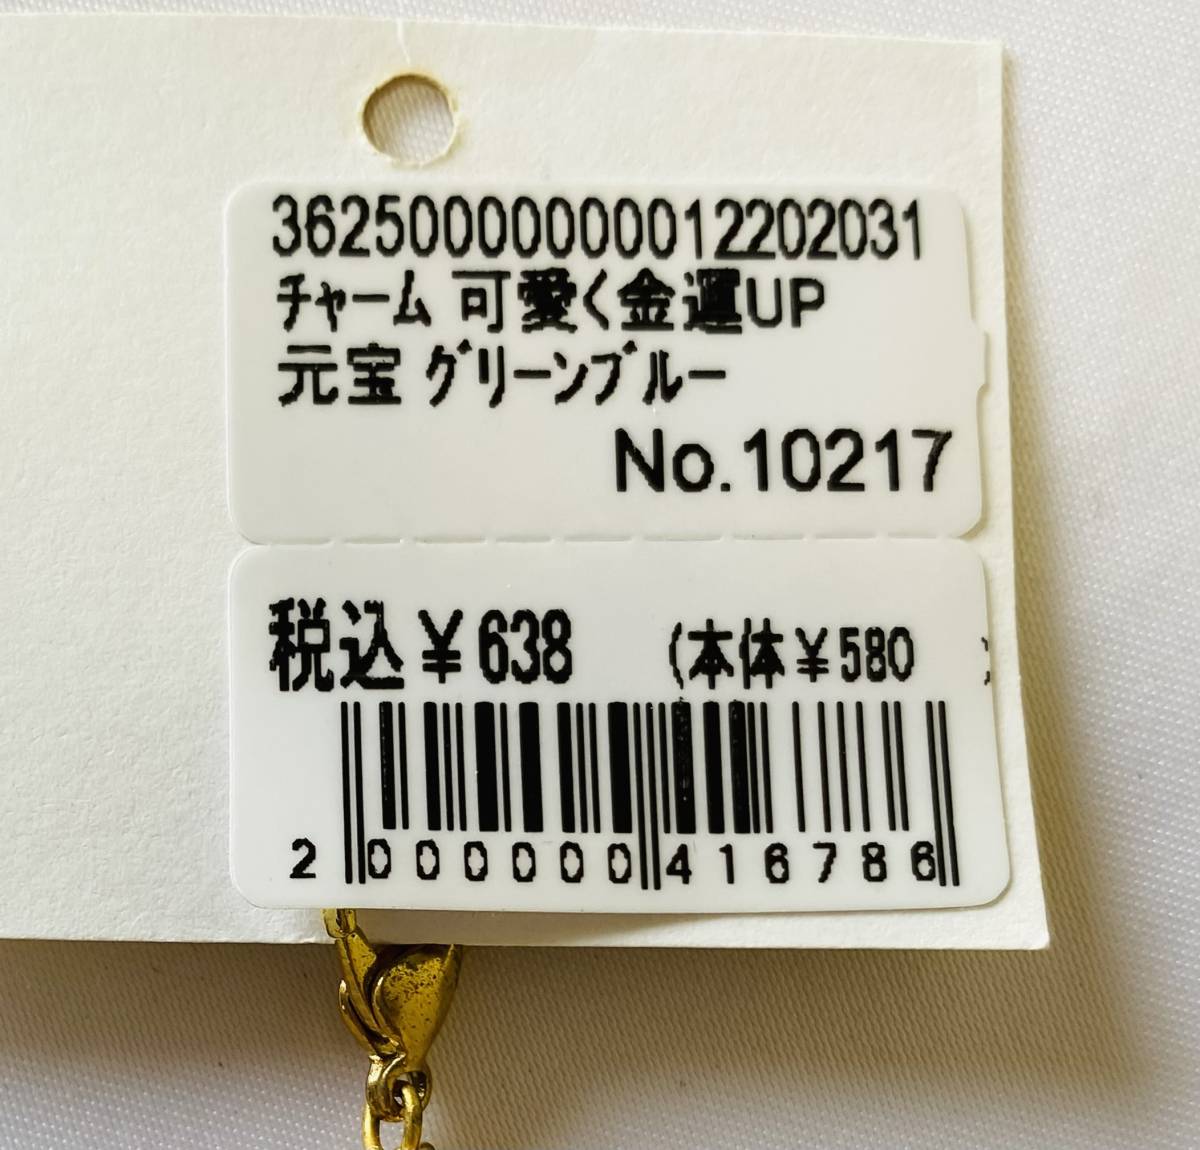 36250000000012202031
チャーム 可愛く金運UP
元宝 グリーンブルー
No.10217
税込￥638 (本体￥580 )
2 000000 416786